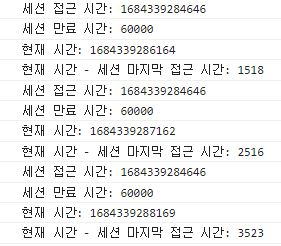 세션 접근 시간: 1684339284646
세션 만료 시간: 60000
현재 시간: 1684339286164
현재 시간 - 세션 마지막 접근 시간: 1518
세션 접근 시간: 1684339284646
세션 만료 시간: 60000
현재 시간: 1684339287162
현재 시간 - 세션 마지막 접근 시간: 2516
세션 접근 시간: 1684339284646
세션 만료 시간: 60000
현재 시간: 1684339288169
현재 시간 - 세션 마지막 접근 시간: 3523